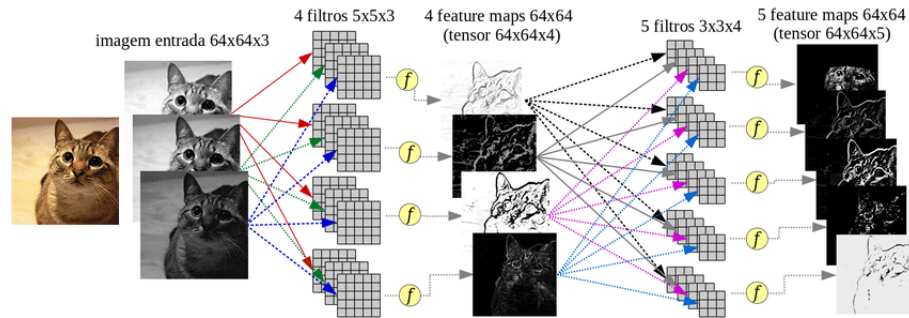 imagem entrada 64x64x3
4 filtros 5x5x3
4 feature maps 64x64
(tensor 64x64x4)
5 filtros 3x3x4
5 feature maps 64x64
(tensor 64x64x5)
f
f
f
f
f
f
f
f
f